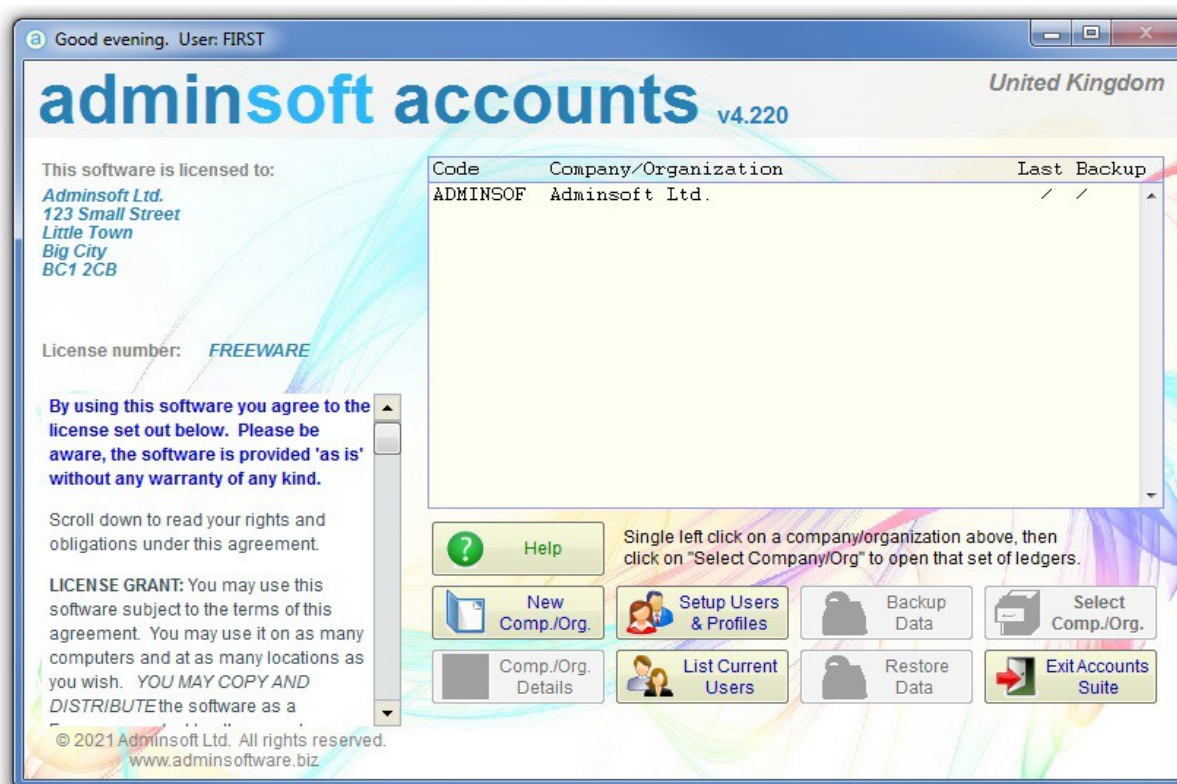 Good evening. User: FIRST
adminsoft accounts v4.220
United Kingdom
This software is licensed to:
Adminsoft Ltd.
123 Small Street
Little Town
Big City
BC1 2CB
License number: FREEWARE
By using this software you agree to the
license set out below. Please be
aware, the software is provided 'as is'
without any warranty of any kind.
Scroll down to read your rights and
obligations under this agreement.
LICENSE GRANT: You may use this
software subject to the terms of this
agreement. You may use it on as many
computers and at as many locations as
you wish. YOU MAY COPY AND
DISTRIBUTE the software as a
© 2021 Adminsoft Ltd. All rights reserved.
www.adminsoftware.biz
Code Company/Organization Last Backup
ADMINSOF Adminsoft Ltd. / /
Help
Single left click on a company/organization above, then
click on "Select Company/Org" to open that set of ledgers.
New
Comp./Org.
Setup Users
& Profiles
Backup
Data
Select
Comp./Org.
Comp./Org.
Details
List Current
Users
Restore
Data
Exit Accounts
Suite